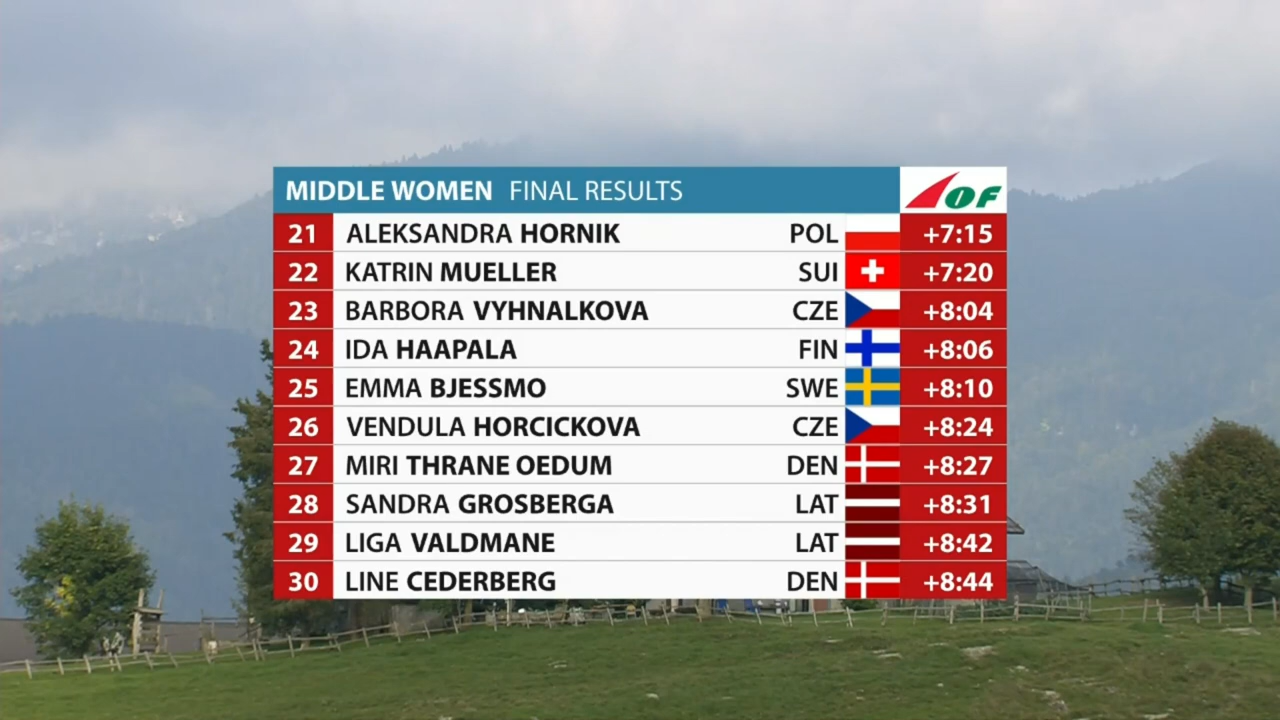 MIDDLE WOMEN FINAL RESULTS IOF
21 ALEKSANDRA HORNIK POL +7:15
22 KATRIN MUELLER SUI +7:20
23 BARBORA VYHNALKOVA CZE +8:04
24 IDA HAAPALA FIN +8:06
25 EMMA BJESSMO SWE +8:10
26 VENDULA HORCICKOVA CZE +8:24
27 MIRI THRANE OEDUM DEN +8:27
28 SANDRA GROSBERGA LAT +8:31
29 LIGA VALDMANE LAT +8:42
30 LINE CEDERBERG DEN +8:44